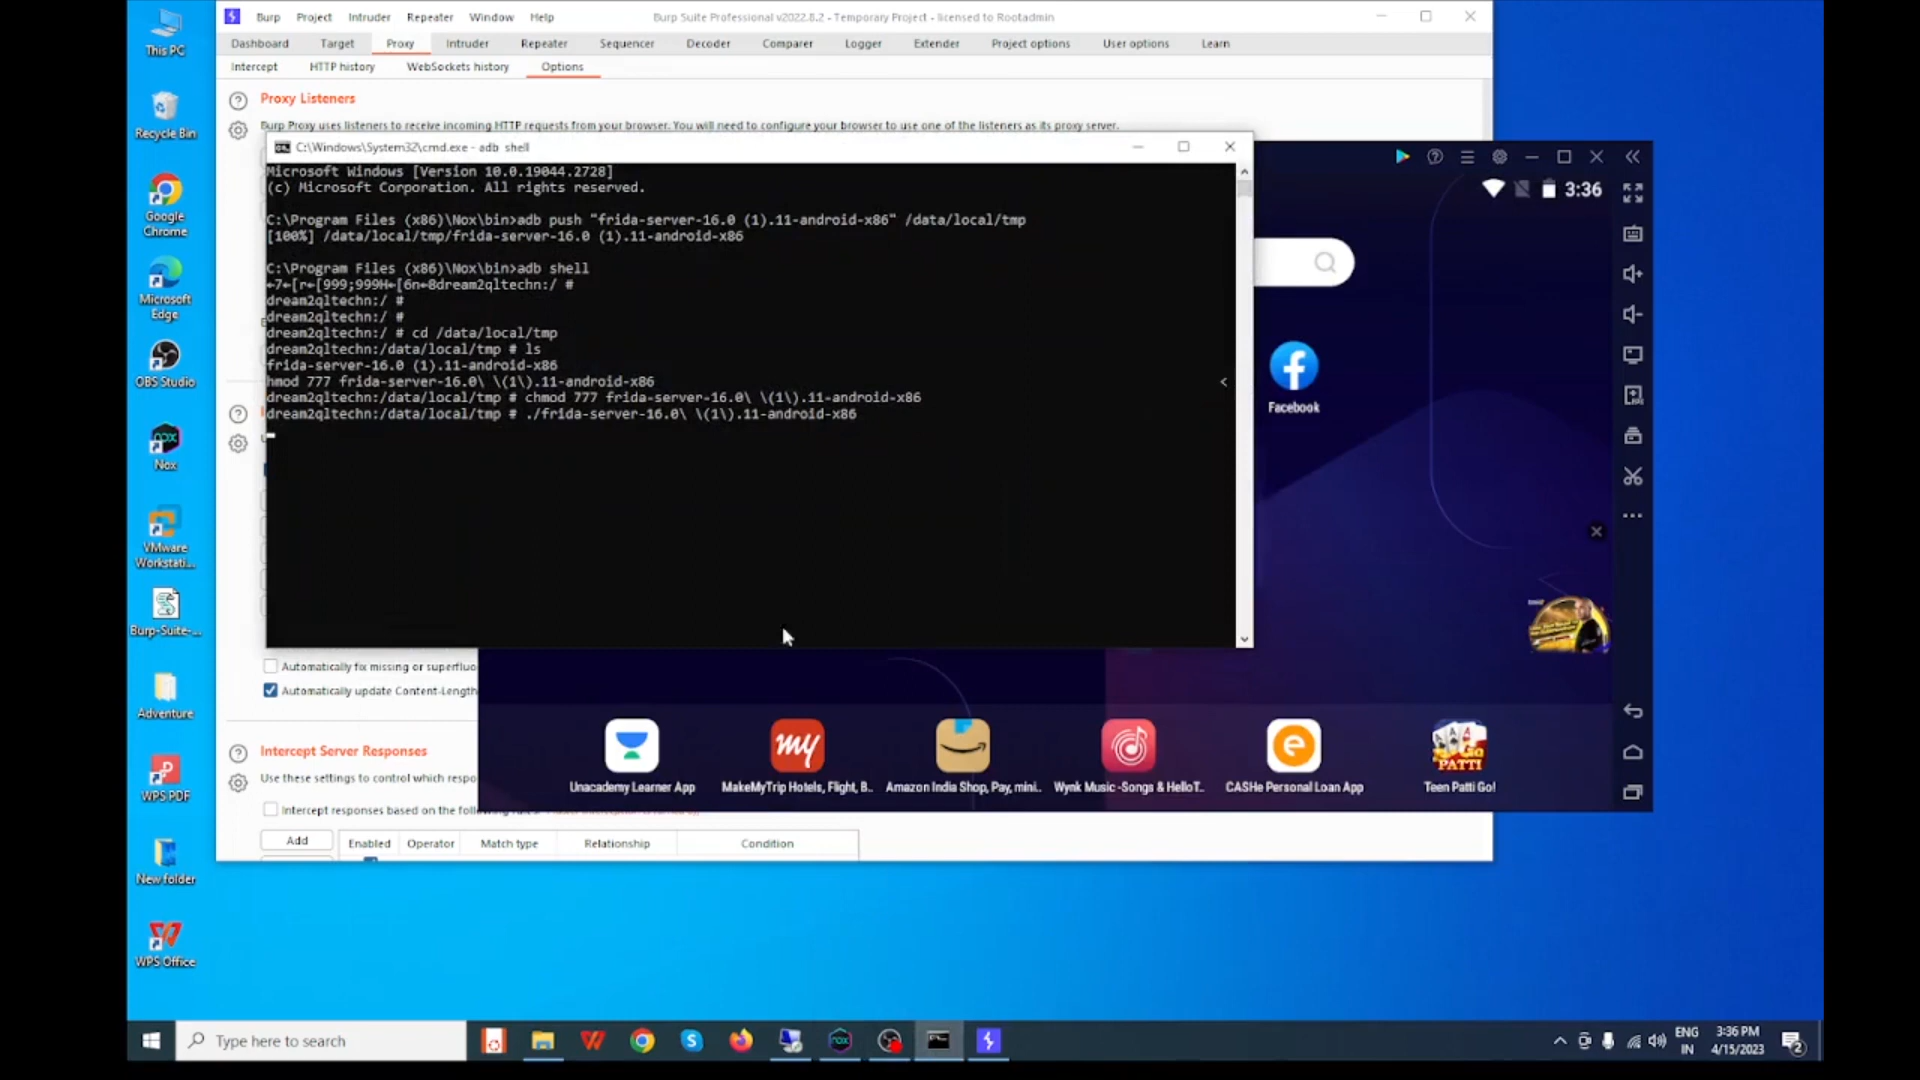 This PC
Recycle Bin
Google
Chrome
Microsoft
Edge
OBS Studio
Nox
VMware
Workstati...
Burp-Suite-...
Adventure
WPS PDF
New folder
WPS Office
Burp Project Intruder Repeater Window Help
Burp Suite Professional v2022.8.2 - Temporary Project - licensed to Rootadmin
Dashboard Target Proxy Intruder Repeater Sequencer Decoder Comparer Logger Extender Project options User options Learn
Intercept HTTP history WebSockets history Options
Proxy Listeners
Burp Proxy uses listeners to receive incoming HTTP requests from your browser. You will need to configure your browser to use one of the listeners as its proxy server.
C:\Windows\System32\cmd.exe - adb shell
Microsoft Windows [Version 10.0.19044.2728]
(c) Microsoft Corporation. All rights reserved.
C:\Program Files (x86)\Nox\bin>adb push "frida-server-16.0 (1).11-android-x86" /data/local/tmp
[100%] /data/local/tmp/frida-server-16.0 (1).11-android-x86
C:\Program Files (x86)\Nox\bin>adb shell
←7←[r←[999;999H←[6n←8dream2qltechn:/ #
dream2qltechn:/ #
dream2qltechn:/ #
dream2qltechn:/ # cd /data/local/tmp
dream2qltechn:/data/local/tmp # ls
frida-server-16.0 (1).11-android-x86
hmod 777 frida-server-16.0\ \(1\).11-android-x86
dream2qltechn:/data/local/tmp # chmod 777 frida-server-16.0\ \(1\).11-android-x86
dream2qltechn:/data/local/tmp # ./frida-server-16.0\ \(1\).11-android-x86
3:36
Facebook
Unacademy Learner App
MakeMyTrip Hotels, Flight, B..
Amazon India Shop, Pay, mini..
Wynk Music -Songs & HelloT..
CASHe Personal Loan App
Teen Patti Go!
Automatically fix missing or superfluo
Automatically update Content-Length
Intercept Server Responses
Use these settings to control which respo
Intercept responses based on the following rules:
Add
Enabled Operator Match type Relationship Condition
Type here to search
ENG
IN
3:36 PM
4/15/2023
2